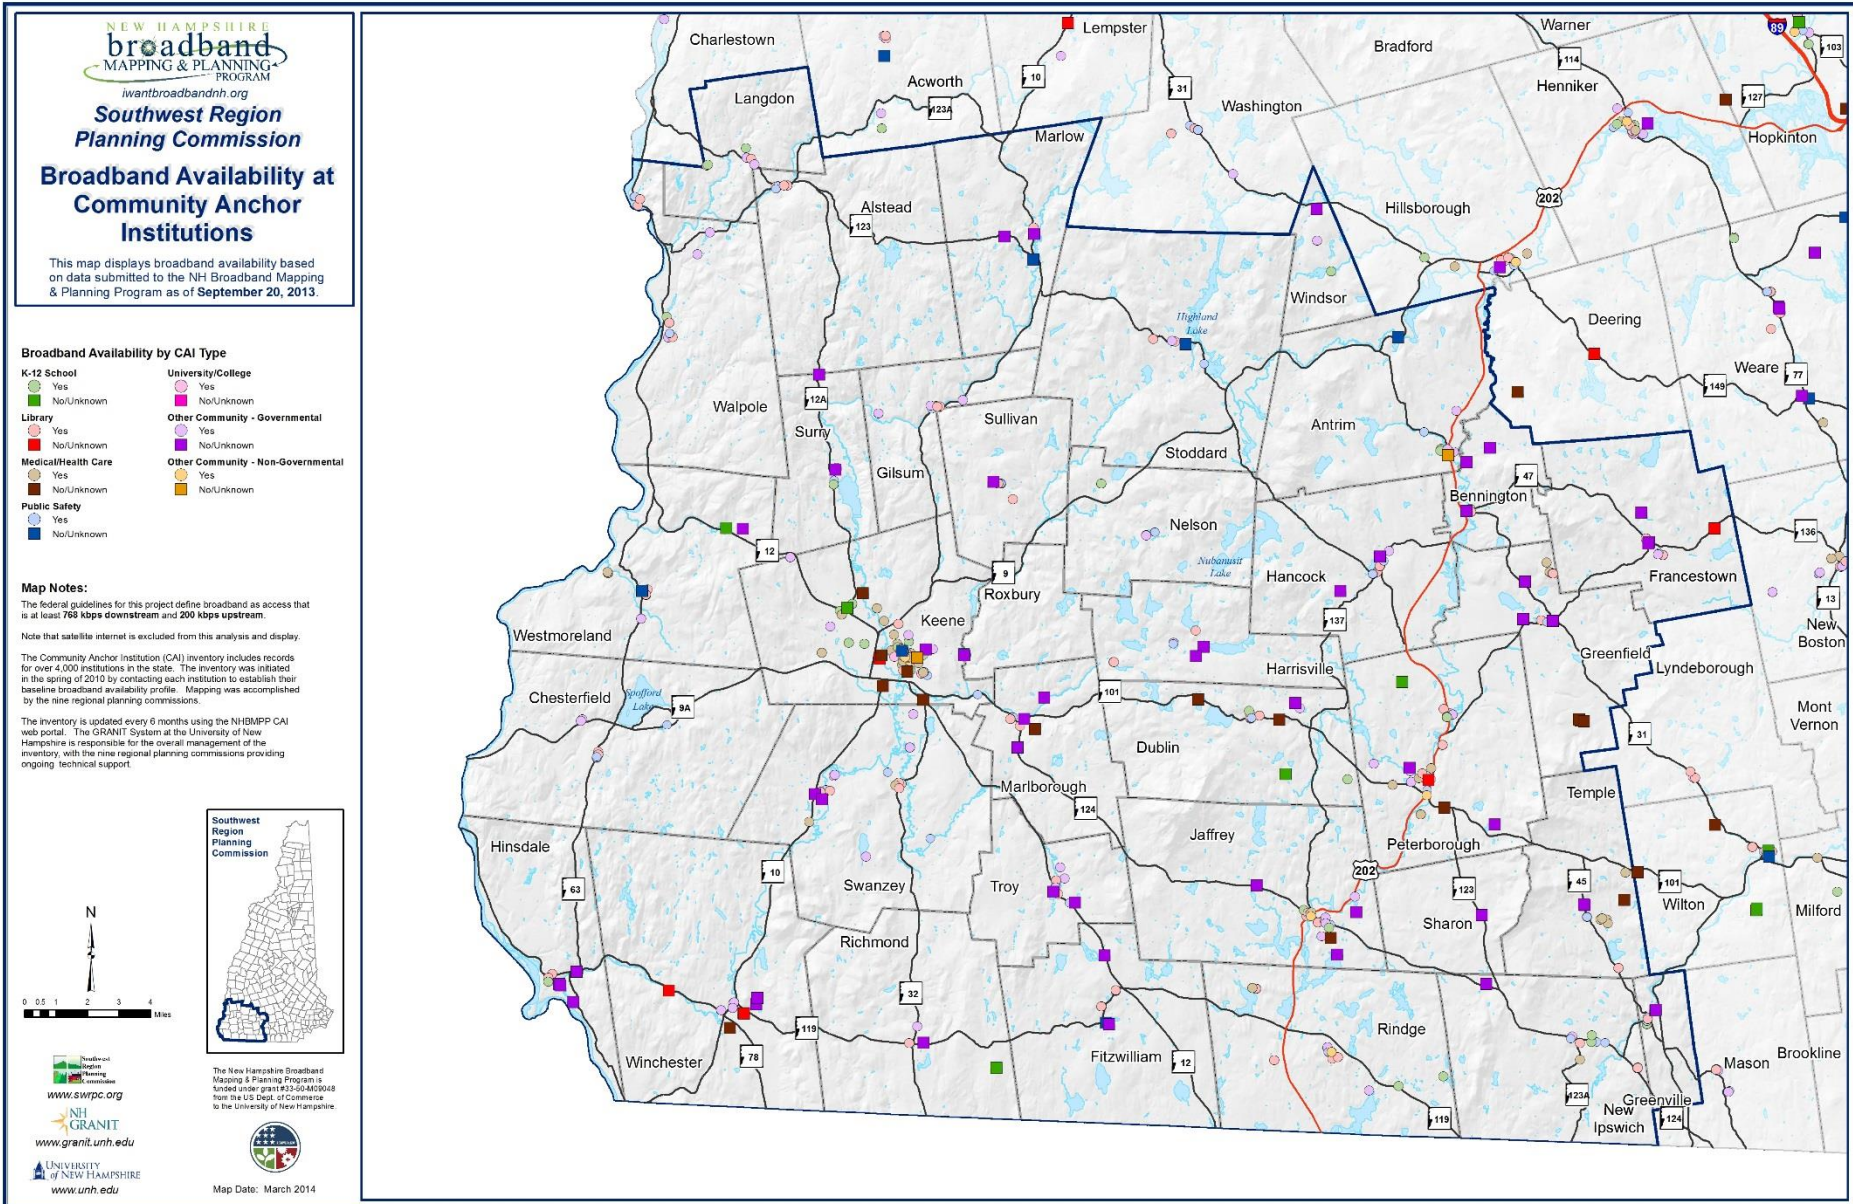 NEW HAMPSHIRE
broadband
MAPPING & PLANNING
PROGRAM
iwantbroadbandnh.org
Southwest Region
Planning Commission
Broadband Availability at
Community Anchor
Institutions
This map displays broadband availability based
on data submitted to the NH Broadband Mapping
& Planning Program as of September 20, 2013.
Broadband Availability by CAI Type
K-12 School
Yes
No/Unknown
University/College
Yes
No/Unknown
Library
Yes
No/Unknown
Other Community - Governmental
Yes
No/Unknown
Medical/Health Care
Yes
No/Unknown
Other Community - Non-Governmental
Yes
No/Unknown
Public Safety
Yes
No/Unknown
Map Notes:
The federal guidelines for this project define broadband as access that
is at least 768 kbps downstream and 200 kbps upstream.
Note that satellite internet is excluded from this analysis and display.
The Community Anchor Institution (CAI) inventory includes records
for over 4,000 institutions in the state. The inventory was initiated
in the spring of 2010 by contacting each institution to establish their
baseline broadband availability profile. Mapping was accomplished
by the nine regional planning commissions.
The inventory is updated every 6 months using the NHBMPP CAI
web portal. The GRANIT System at the University of New
Hampshire is responsible for the overall management of the
inventory, with the nine regional planning commissions providing
ongoing technical support.
Southwest
Region
Planning
Commission
N
0 0.5 1 2 3 4
Miles
Southwest
Region
Planning
Commission
www.swrpc.org
NH
GRANIT
www.granit.unh.edu
UNIVERSITY
of NEW HAMPSHIRE
www.unh.edu
The New Hampshire Broadband
Mapping & Planning Program is
funded under grant #33-50-M09048
from the US Dept. of Commerce
to the University of New Hampshire.
Map Date: March 2014
Charlestown
Lempster
Warner
89
103
Bradford
114
Acworth
10
31
Henniker
127
Langdon
123A
Washington
Marlow
Hopkinton
202
Alstead
Hillsborough
123
Windsor
Highland
Lake
Deering
Weare
77
149
12A
Walpole
Sullivan
Antrim
Surry
Stoddard
Gilsum
47
Bennington
Nelson
136
12
Nubanusit
Lake
9
Hancock
Francestown
Roxbury
13
Keene
137
New
Boston
Westmoreland
Greenfield
Lyndeborough
Harrisville
Chesterfield
Spofford
Lake
9A
101
Mont
Vernon
31
Dublin
Marlborough
Temple
124
Jaffrey
Hinsdale
Peterborough
202
10
63
Swanzey
Troy
123
45
101
Wilton
Milford
Sharon
Richmond
32
119
Rindge
78
Winchester
Fitzwilliam
12
Mason
Brookline
123A
Greenville
New
Ipswich
119
124